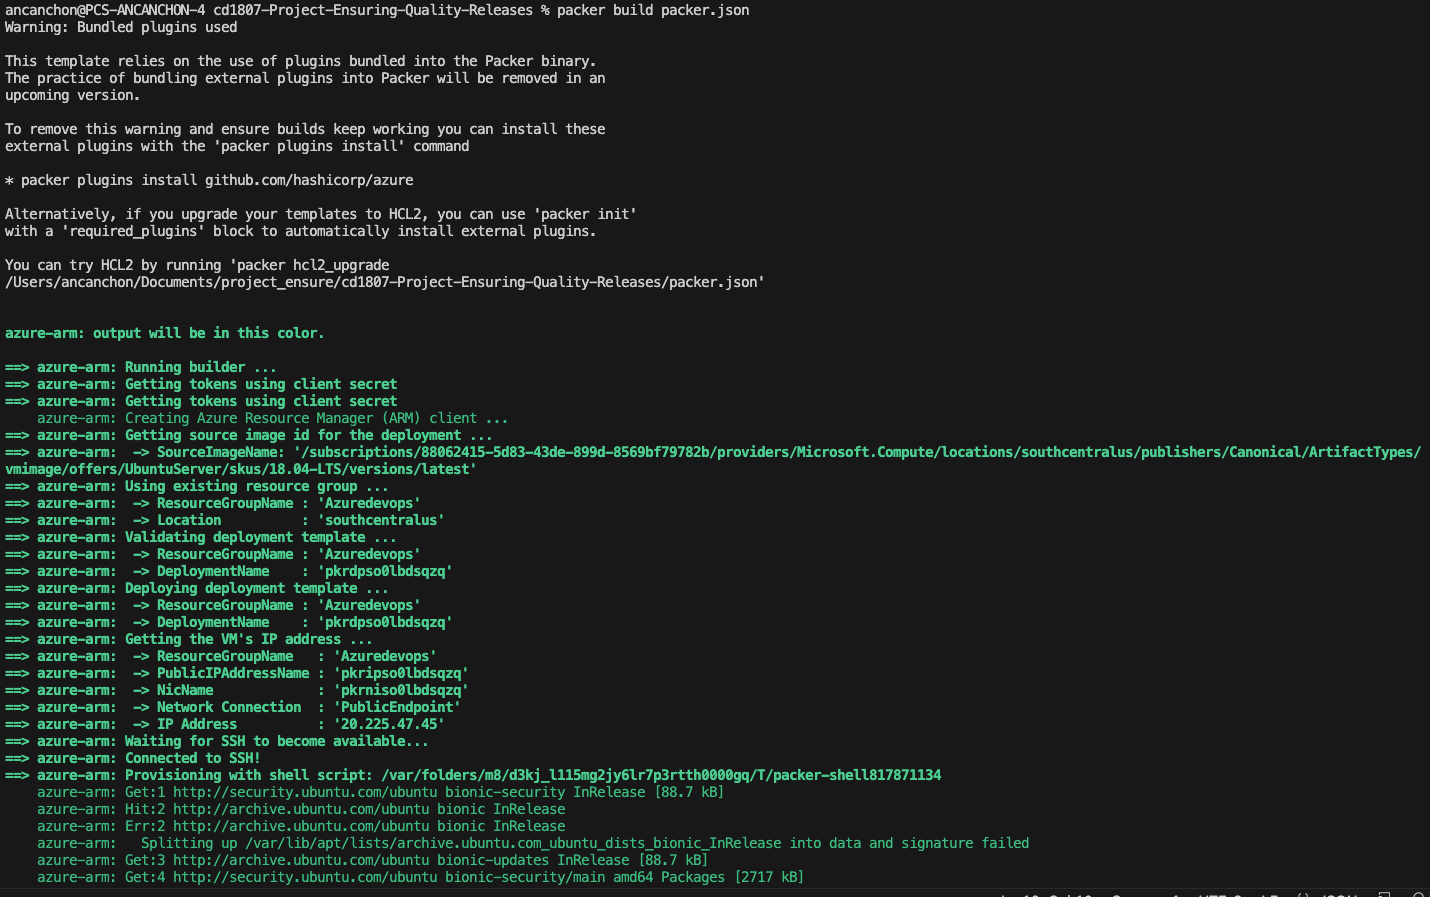 ancanchon@PCS-ANCANCHON-4 cd1807-Project-Ensuring-Quality-Releases % packer build packer.json
Warning: Bundled plugins used
This template relies on the use of plugins bundled into the Packer binary.
The practice of bundling external plugins into Packer will be removed in an
upcoming version.
To remove this warning and ensure builds keep working you can install these
external plugins with the 'packer plugins install' command
* packer plugins install github.com/hashicorp/azure
Alternatively, if you upgrade your templates to HCL2, you can use 'packer init'
with a 'required_plugins' block to automatically install external plugins.
You can try HCL2 by running 'packer hcl2_upgrade
/Users/ancanchon/Documents/project_ensure/cd1807-Project-Ensuring-Quality-Releases/packer.json'
azure-arm: output will be in this color.
==> azure-arm: Running builder ...
==> azure-arm: Getting tokens using client secret
==> azure-arm: Getting tokens using client secret
azure-arm: Creating Azure Resource Manager (ARM) client ...
==> azure-arm: Getting source image id for the deployment ...
==> azure-arm:  -> SourceImageName: '/subscriptions/88062415-5d83-43de-899d-8569bf79782b/providers/Microsoft.Compute/locations/southcentralus/publishers/Canonical/ArtifactTypes/
vmimage/offers/UbuntuServer/skus/18.04-LTS/versions/latest'
==> azure-arm: Using existing resource group ...
==> azure-arm:  -> ResourceGroupName : 'Azuredevops'
==> azure-arm:  -> Location          : 'southcentralus'
==> azure-arm: Validating deployment template ...
==> azure-arm:  -> ResourceGroupName : 'Azuredevops'
==> azure-arm:  -> DeploymentName    : 'pkrdpso0lbdsqzq'
==> azure-arm: Deploying deployment template ...
==> azure-arm:  -> ResourceGroupName : 'Azuredevops'
==> azure-arm:  -> DeploymentName    : 'pkrdpso0lbdsqzq'
==> azure-arm: Getting the VM's IP address ...
==> azure-arm:  -> ResourceGroupName   : 'Azuredevops'
==> azure-arm:  -> PublicIPAddressName : 'pkripso0lbdsqzq'
==> azure-arm:  -> NicName             : 'pkrniso0lbdsqzq'
==> azure-arm:  -> Network Connection  : 'PublicEndpoint'
==> azure-arm:  -> IP Address          : '20.225.47.45'
==> azure-arm: Waiting for SSH to become available...
==> azure-arm: Connected to SSH!
==> azure-arm: Provisioning with shell script: /var/folders/m8/d3kj_l115mg2jy6lr7p3rtth0000gq/T/packer-shell817871134
azure-arm: Get:1 http://security.ubuntu.com/ubuntu bionic-security InRelease [88.7 kB]
azure-arm: Hit:2 http://archive.ubuntu.com/ubuntu bionic InRelease
azure-arm: Err:2 http://archive.ubuntu.com/ubuntu bionic InRelease
azure-arm:   Splitting up /var/lib/apt/lists/archive.ubuntu.com_ubuntu_dists_bionic_InRelease into data and signature failed
azure-arm: Get:3 http://archive.ubuntu.com/ubuntu bionic-updates InRelease [88.7 kB]
azure-arm: Get:4 http://security.ubuntu.com/ubuntu bionic-security/main amd64 Packages [2717 kB]